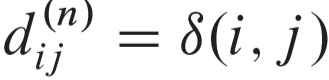 d_{ij}^{(n)} = δ(i, j)